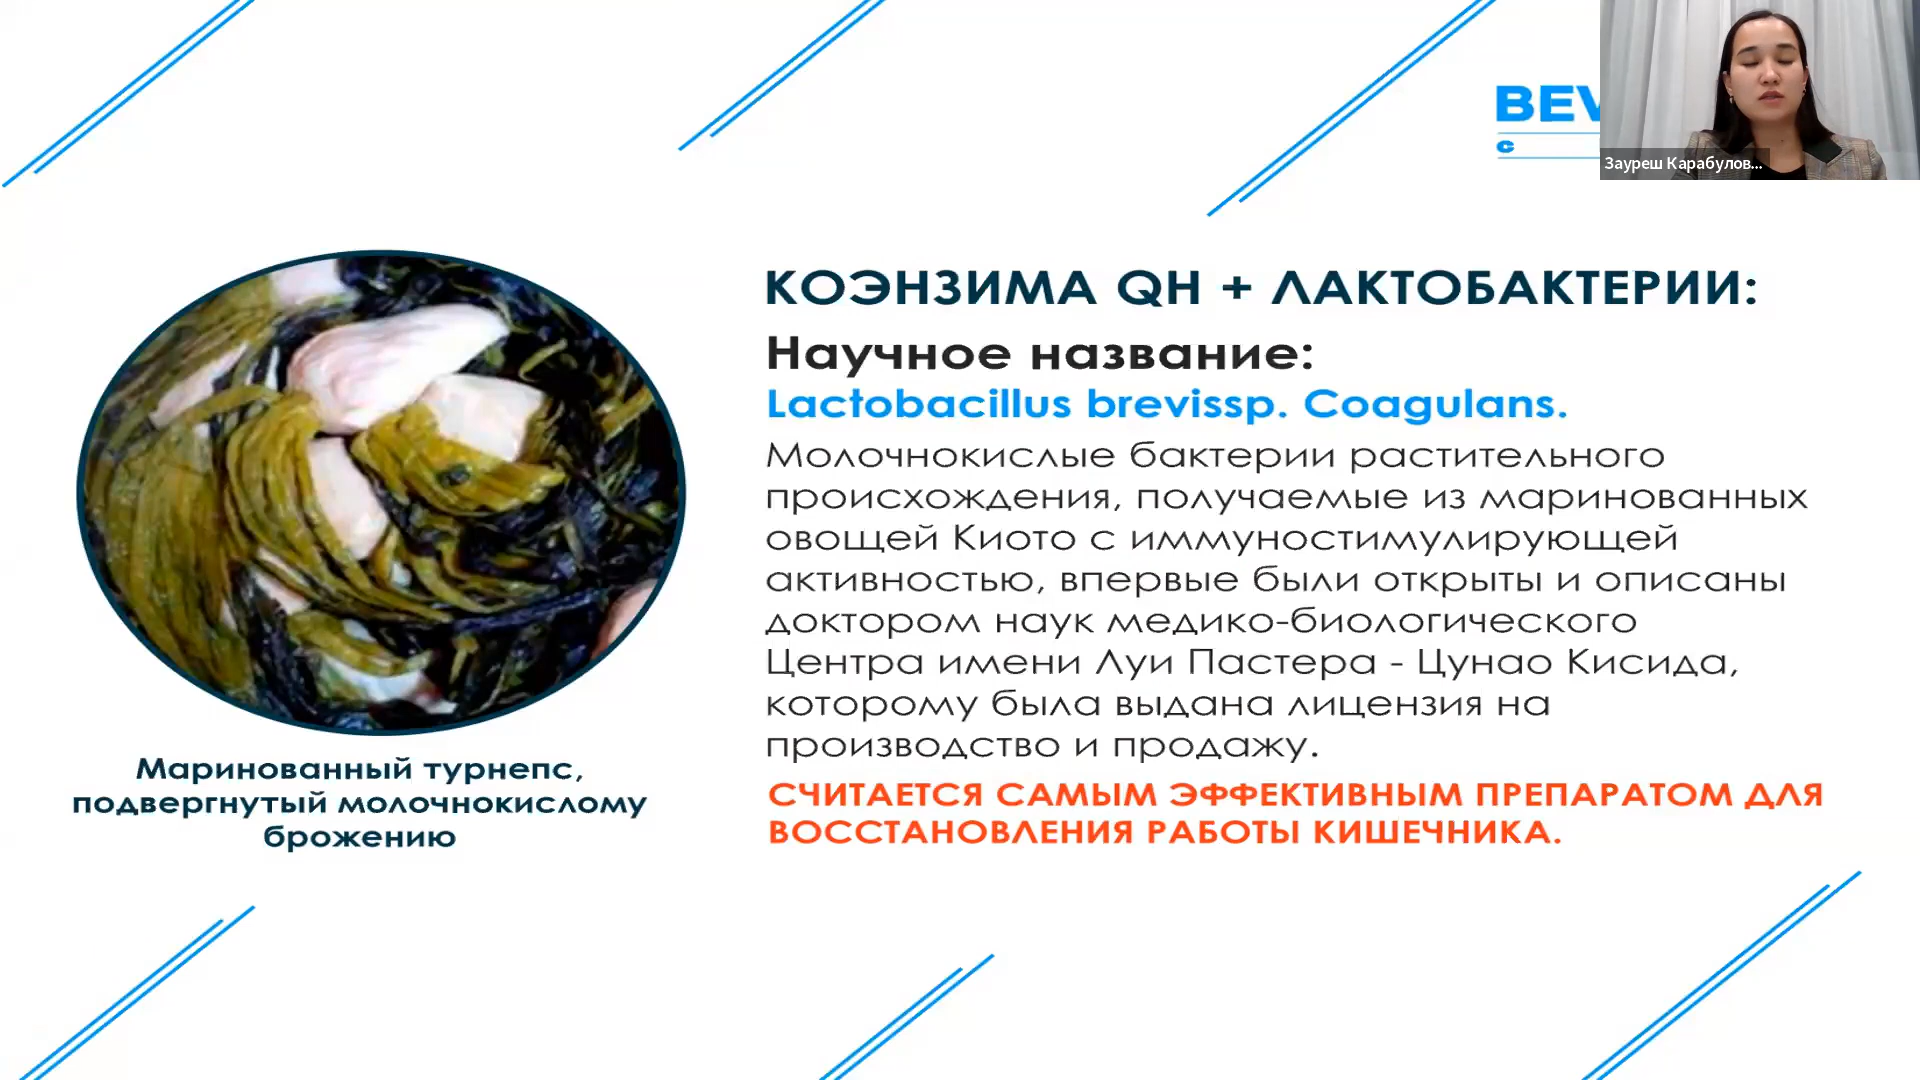 BEV
c
Зауреш Карабулов...
КОЭНЗИМА QH + ЛАКТОБАКТЕРИИ:
Научное название:
Lactobacillus brevissp. Coagulans.
Молочнокислые бактерии растительного
происхождения, получаемые из маринованных
овощей Киото с иммуностимулирующей
активностью, впервые были открыты и описаны
доктором наук медико-биологического
Центра имени Луи Пастера - Цунао Кисида,
которому была выдана лицензия на
производство и продажу.
СЧИТАЕТСЯ САМЫМ ЭФФЕКТИВНЫМ ПРЕПАРАТОМ ДЛЯ
ВОССТАНОВЛЕНИЯ РАБОТЫ КИШЕЧНИКА.
Маринованный турнепс,
подвергнутый молочнокислому
брожению